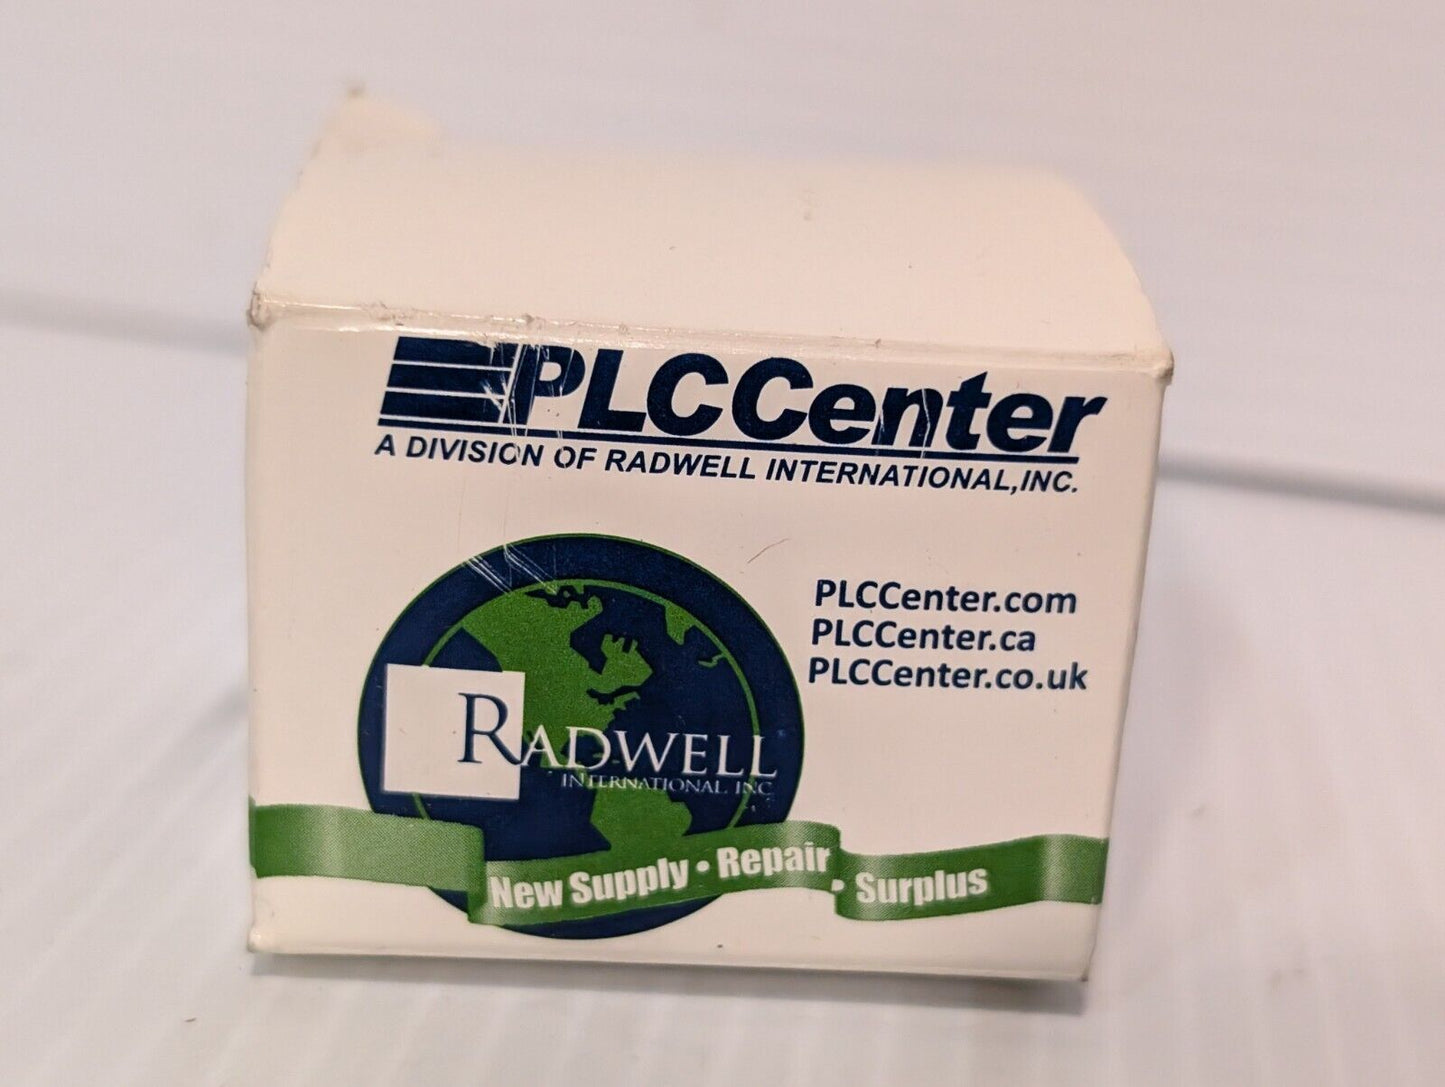 PLCCenter
A DIVISION OF RADWELL INTERNATIONAL,INC.
PLCCenter.com
PLCCenter.ca
PLCCenter.co.uk
RADWELL
INTERNATIONAL INC
New Supply • Repair • Surplus